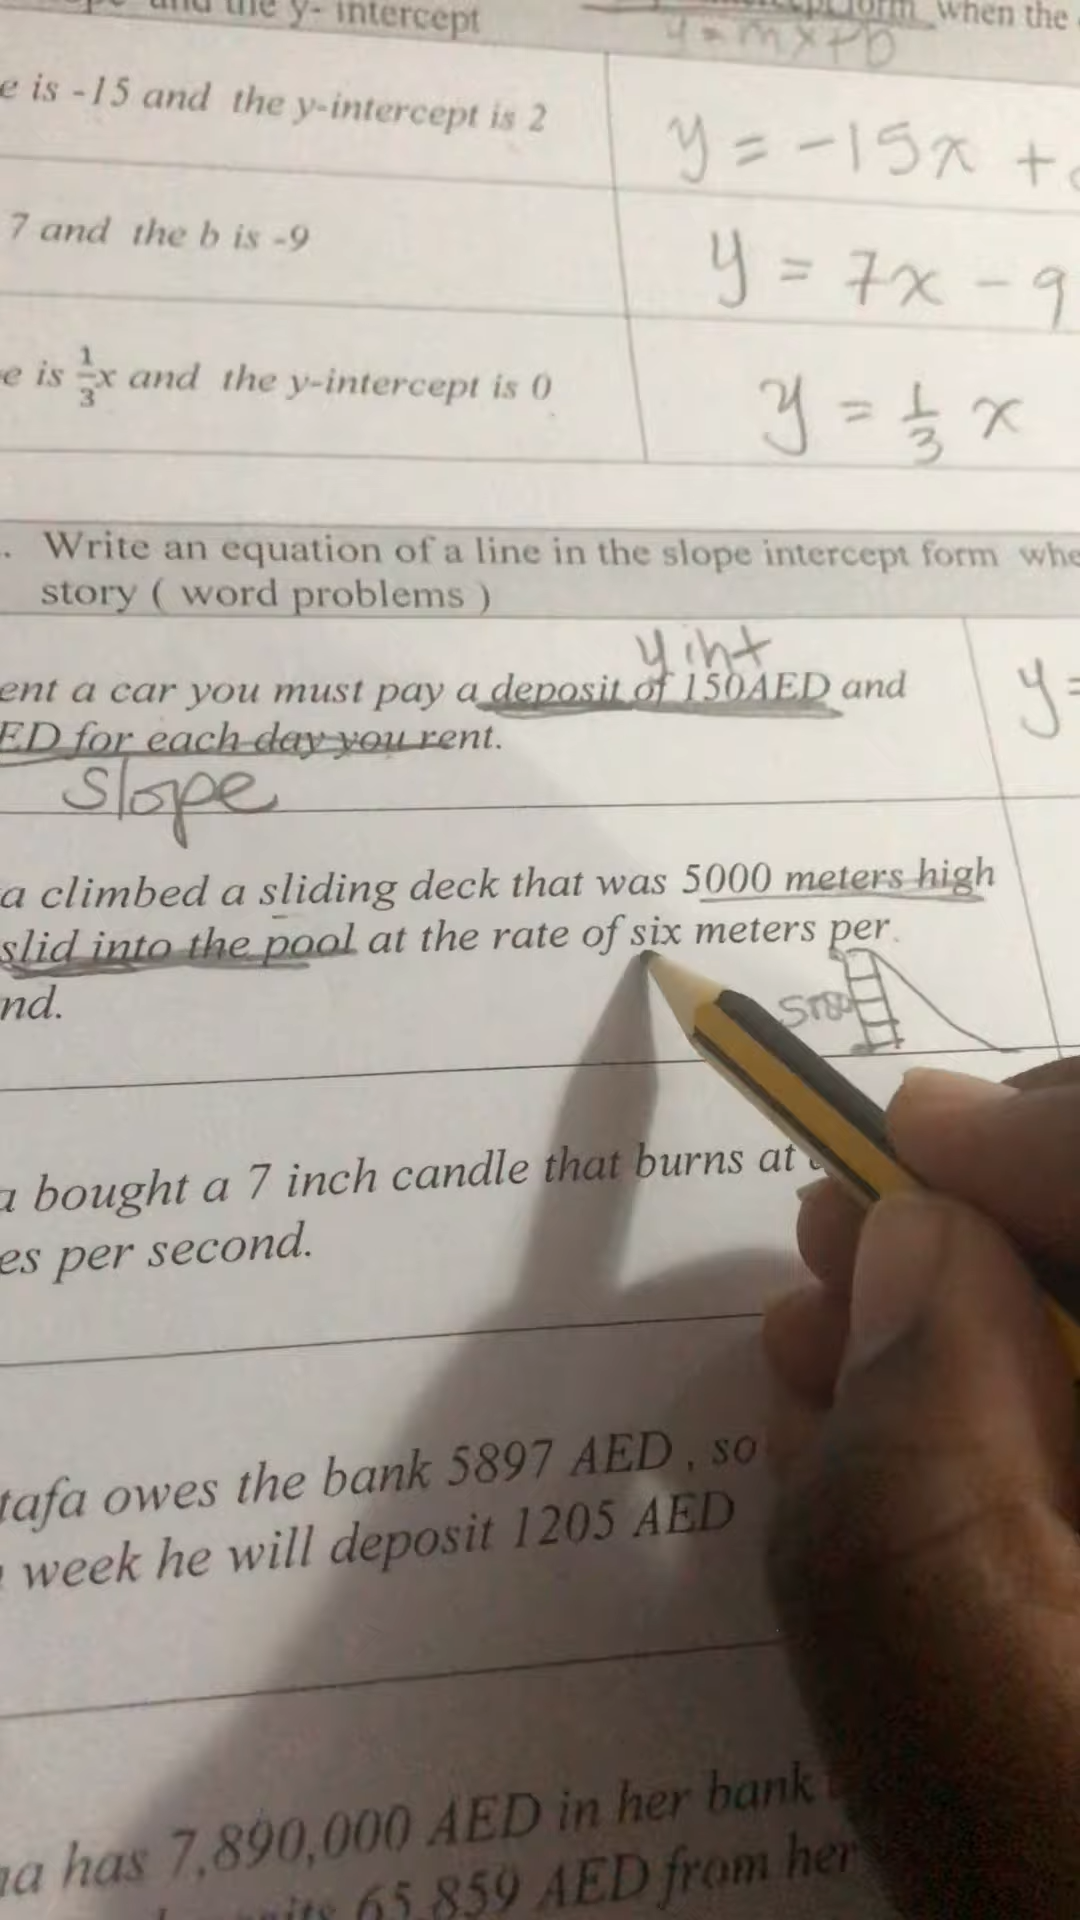 and the y- intercept
form when the
y = mx+b
e is -15 and the y-intercept is 2
y = -15x +
7 and the b is -9
y = 7x - 9
e is 1/3 x and the y-intercept is 0
y = 1/3 x
. Write an equation of a line in the slope intercept form whe
story ( word problems )
y int
ent a car you must pay a deposit of 150AED and
y =
ED for each day you rent.
Slope
a climbed a sliding deck that was 5000 meters high
slid into the pool at the rate of six meters per
nd.
a bought a 7 inch candle that burns at
es per second.
tafa owes the bank 5897 AED , so
week he will deposit 1205 AED
na has 7,890,000 AED in her bank
65,859 AED from her